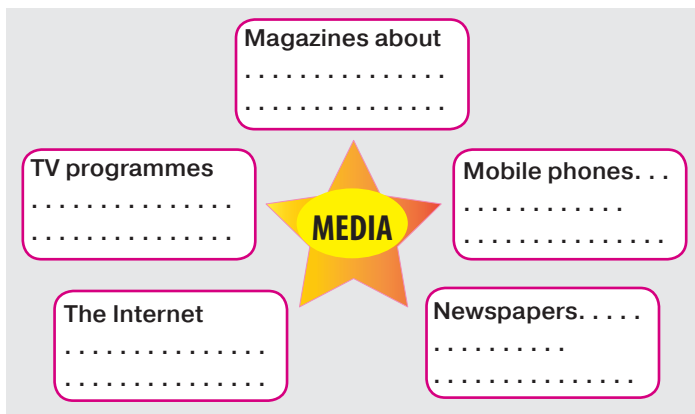 Magazines about
. . . . . . . . . . . . . . .
. . . . . . . . . . . . . . .
TV programmes
. . . . . . . . . . . . . . .
. . . . . . . . . . . . . . .
Mobile phones. . .
. . . . . . . . . . . .
. . . . . . . . . . . . . . .
MEDIA
The Internet
. . . . . . . . . . . . . . .
. . . . . . . . . . . . . . .
Newspapers. . . . .
. . . . . . . . . .
. . . . . . . . . . . . . . .